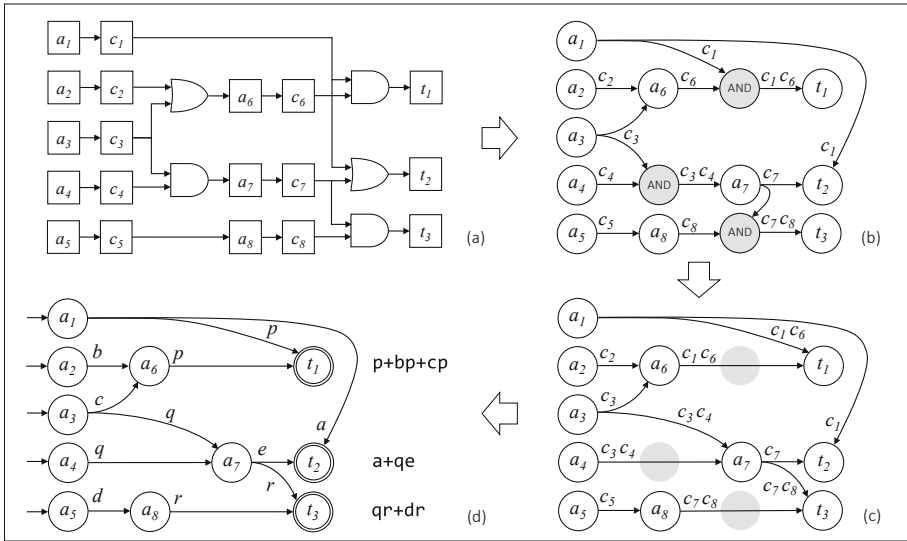 a1 c1
a2 c2 a6 c6 t1
a3 c3
a4 c4 a7 c7 t2
a5 c5 a8 c8 t3
(a)
a1
c1
a2 c2 a6 c6 AND c1 c6 t1
a3 c3
c1
a4 c4 AND c3 c4 a7 c7 t2
a5 c5 a8 c8 AND c7 c8 t3
(b)
a1
p
a2 b a6 p t1 p+bp+cp
a3 c q
a
a4 q a7 e t2 a+qe
r
a5 d a8 r t3 qr+dr
(d)
a1
c1 c6
a2 c2 a6 c1 c6 t1
a3 c3
c3 c4
c1
a4 c3 c4 a7 c7 t2
c7 c8
a5 c5 a8 c7 c8 t3
(c)